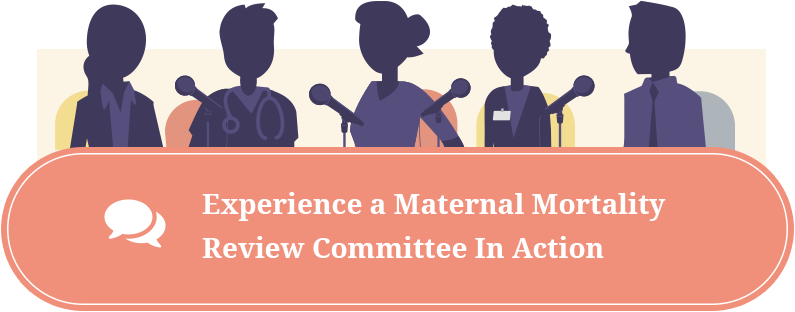 Experience a Maternal Mortality
Review Committee In Action